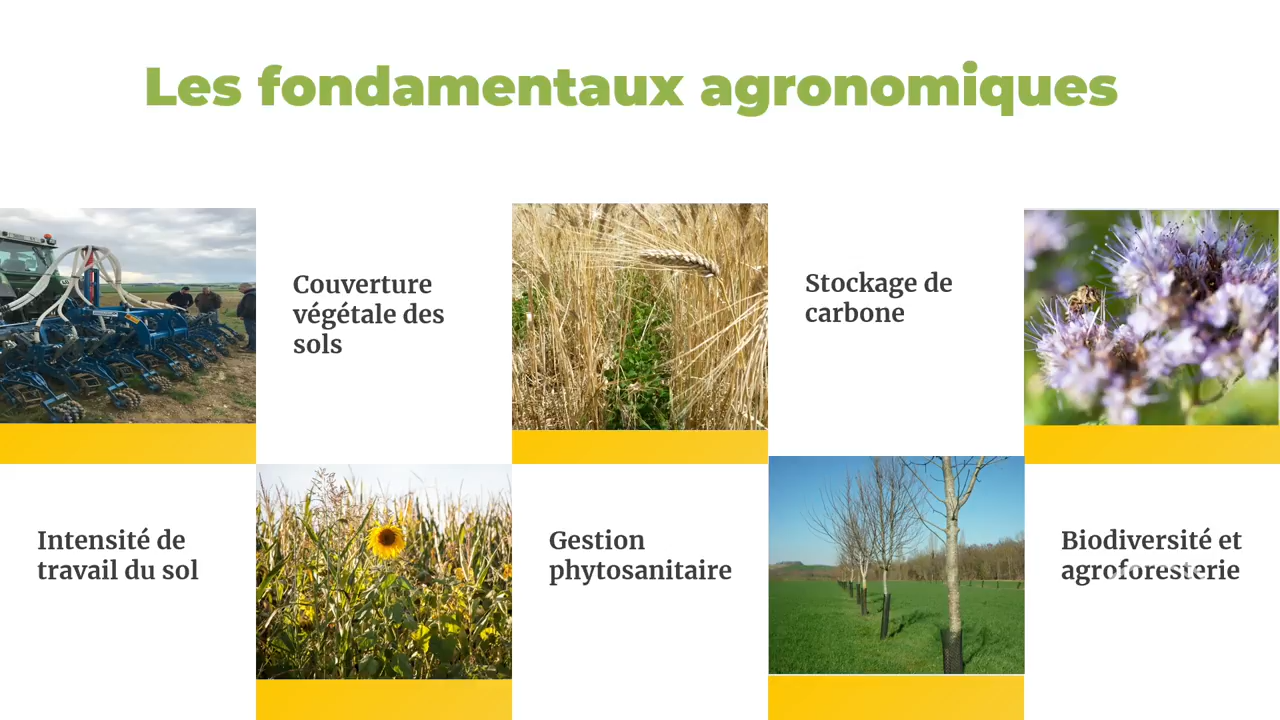 Les fondamentaux agronomiques
Couverture
végétale des
sols
Stockage de
carbone
Intensité de
travail du sol
Gestion
phytosanitaire
Biodiversité et
agroforesterie